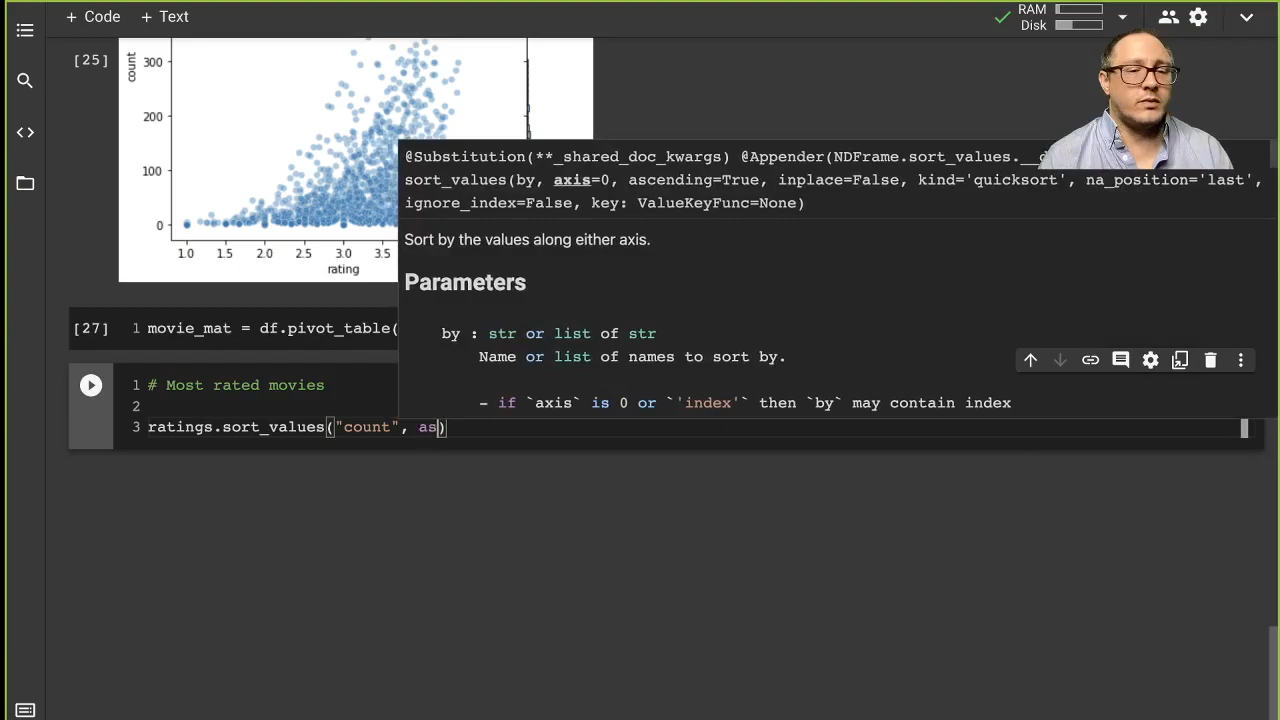 + Code + Text
RAM
Disk
[25]
count
300
200
100
0
1.0 1.5 2.0 2.5 3.0 3.5
rating
@Substitution(**_shared_doc_kwargs) @Appender(NDFrame.sort_values.__d
sort_values(by, axis=0, ascending=True, inplace=False, kind='quicksort', na_position='last',
ignore_index=False, key: ValueKeyFunc=None)
Sort by the values along either axis.
Parameters
by : str or list of str
Name or list of names to sort by.
- if `axis` is 0 or `'index'` then `by` may contain index
[27] 1 movie_mat = df.pivot_table(
1 # Most rated movies
2
3 ratings.sort_values("count", as)